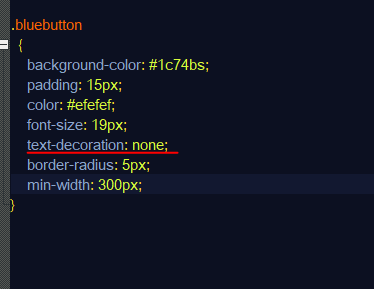 .bluebutton
{
background-color: #1c74bs;
padding: 15px;
color: #efefef;
font-size: 19px;
text-decoration: none;
border-radius: 5px;
min-width: 300px;
}